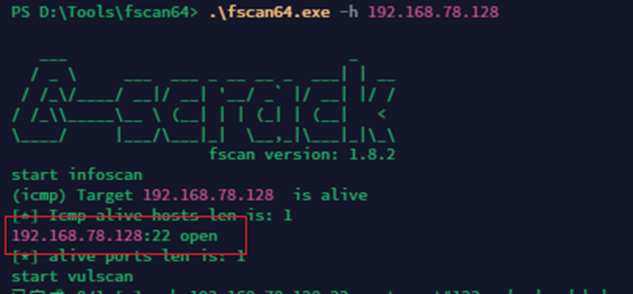 PS D:\Tools\fscan64> .\fscan64.exe -h 192.168.78.128
fscan version: 1.8.2
start infoscan
(icmp) Target 192.168.78.128 is alive
[*] Icmp alive hosts len is: 1
192.168.78.128:22 open
[*] alive ports len is: 1
start vulscan